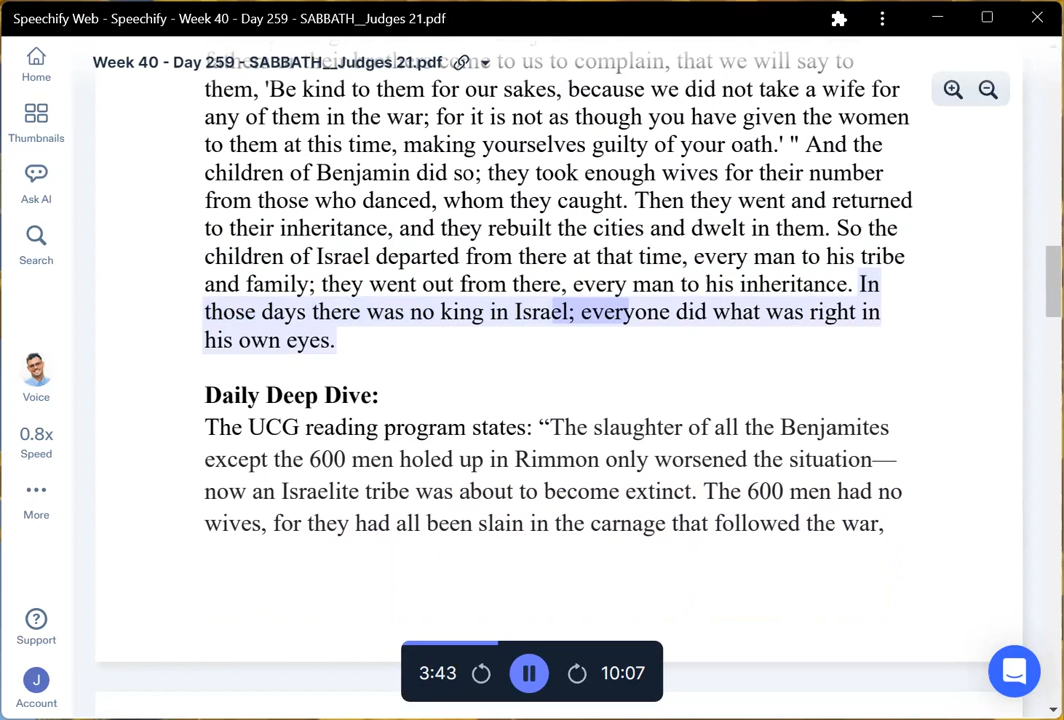 Speechify Web - Speechify - Week 40 - Day 259 - SABBATH__Judges 21.pdf
Week 40 - Day 259 - SABBATH__Judges 21.pdf
Home
Thumbnails
Ask AI
Search
Voice
0.8x
Speed
More
Support
J
Account
come to us to complain, that we will say to
them, 'Be kind to them for our sakes, because we did not take a wife for
any of them in the war; for it is not as though you have given the women
to them at this time, making yourselves guilty of your oath.' " And the
children of Benjamin did so; they took enough wives for their number
from those who danced, whom they caught. Then they went and returned
to their inheritance, and they rebuilt the cities and dwelt in them. So the
children of Israel departed from there at that time, every man to his tribe
and family; they went out from there, every man to his inheritance. In
those days there was no king in Israel; everyone did what was right in
his own eyes.
Daily Deep Dive:
The UCG reading program states: “The slaughter of all the Benjamites
except the 600 men holed up in Rimmon only worsened the situation—
now an Israelite tribe was about to become extinct. The 600 men had no
wives, for they had all been slain in the carnage that followed the war,
3:43
10:07